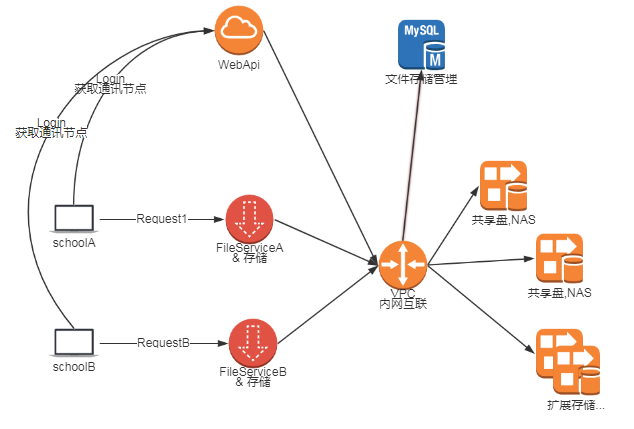 MySQL
M
WebApi
文件存储管理
Login
获取通讯节点
Login
获取通讯节点
共享盘,NAS
schoolA
Request1
FileServiceA
& 存储
VPC
内网互联
共享盘,NAS
schoolB
RequestB
FileServiceB
& 存储
扩展存储...